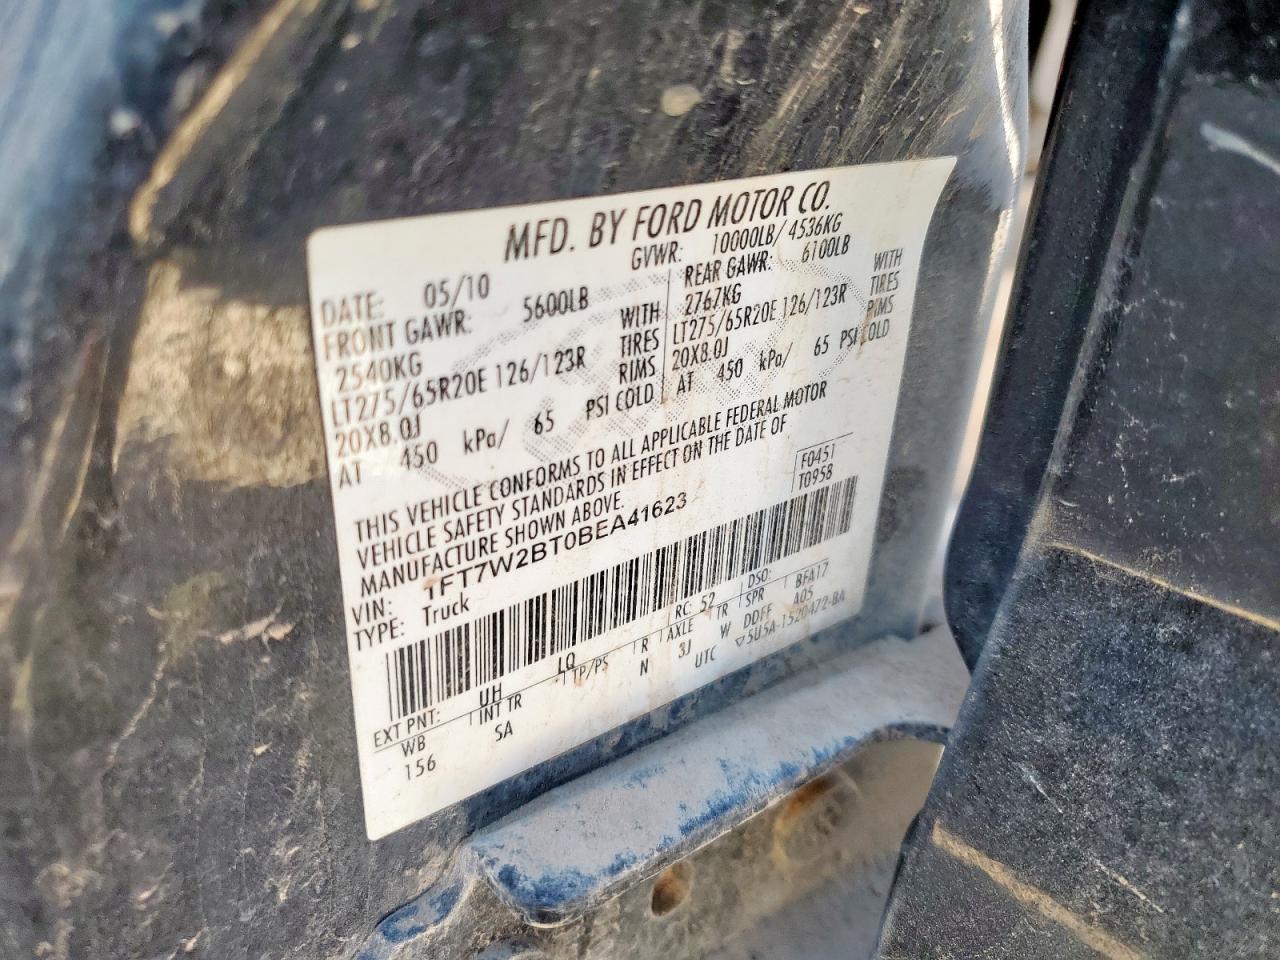 MFD. BY FORD MOTOR CO.
DATE: 05/10 GVWR: 10000LB/ 4536KG
FRONT GAWR: 5600LB REAR GAWR: 6100LB
2540KG WITH 2767KG WITH
LT275/65R20E 126/123R TIRES LT275/65R20E 126/123R TIRES
20X8.0J RIMS 20X8.0J RIMS
AT 450 kPa/ 65 PSI COLD AT 450 kPa/ 65 PSI COLD
THIS VEHICLE CONFORMS TO ALL APPLICABLE FEDERAL MOTOR
VEHICLE SAFETY STANDARDS IN EFFECT ON THE DATE OF
MANUFACTURE SHOWN ABOVE.
F0451
T0958
VIN: 1FT7W2BT0BEA41623
TYPE: Truck
EXT PNT: UH LQ RC: 52 DSO:
WB INT TR TP/PS R AXLE TR SPR BFA17
156 SA N 3J W DDFF A05
UTC ▽5U5A-1520472-BA